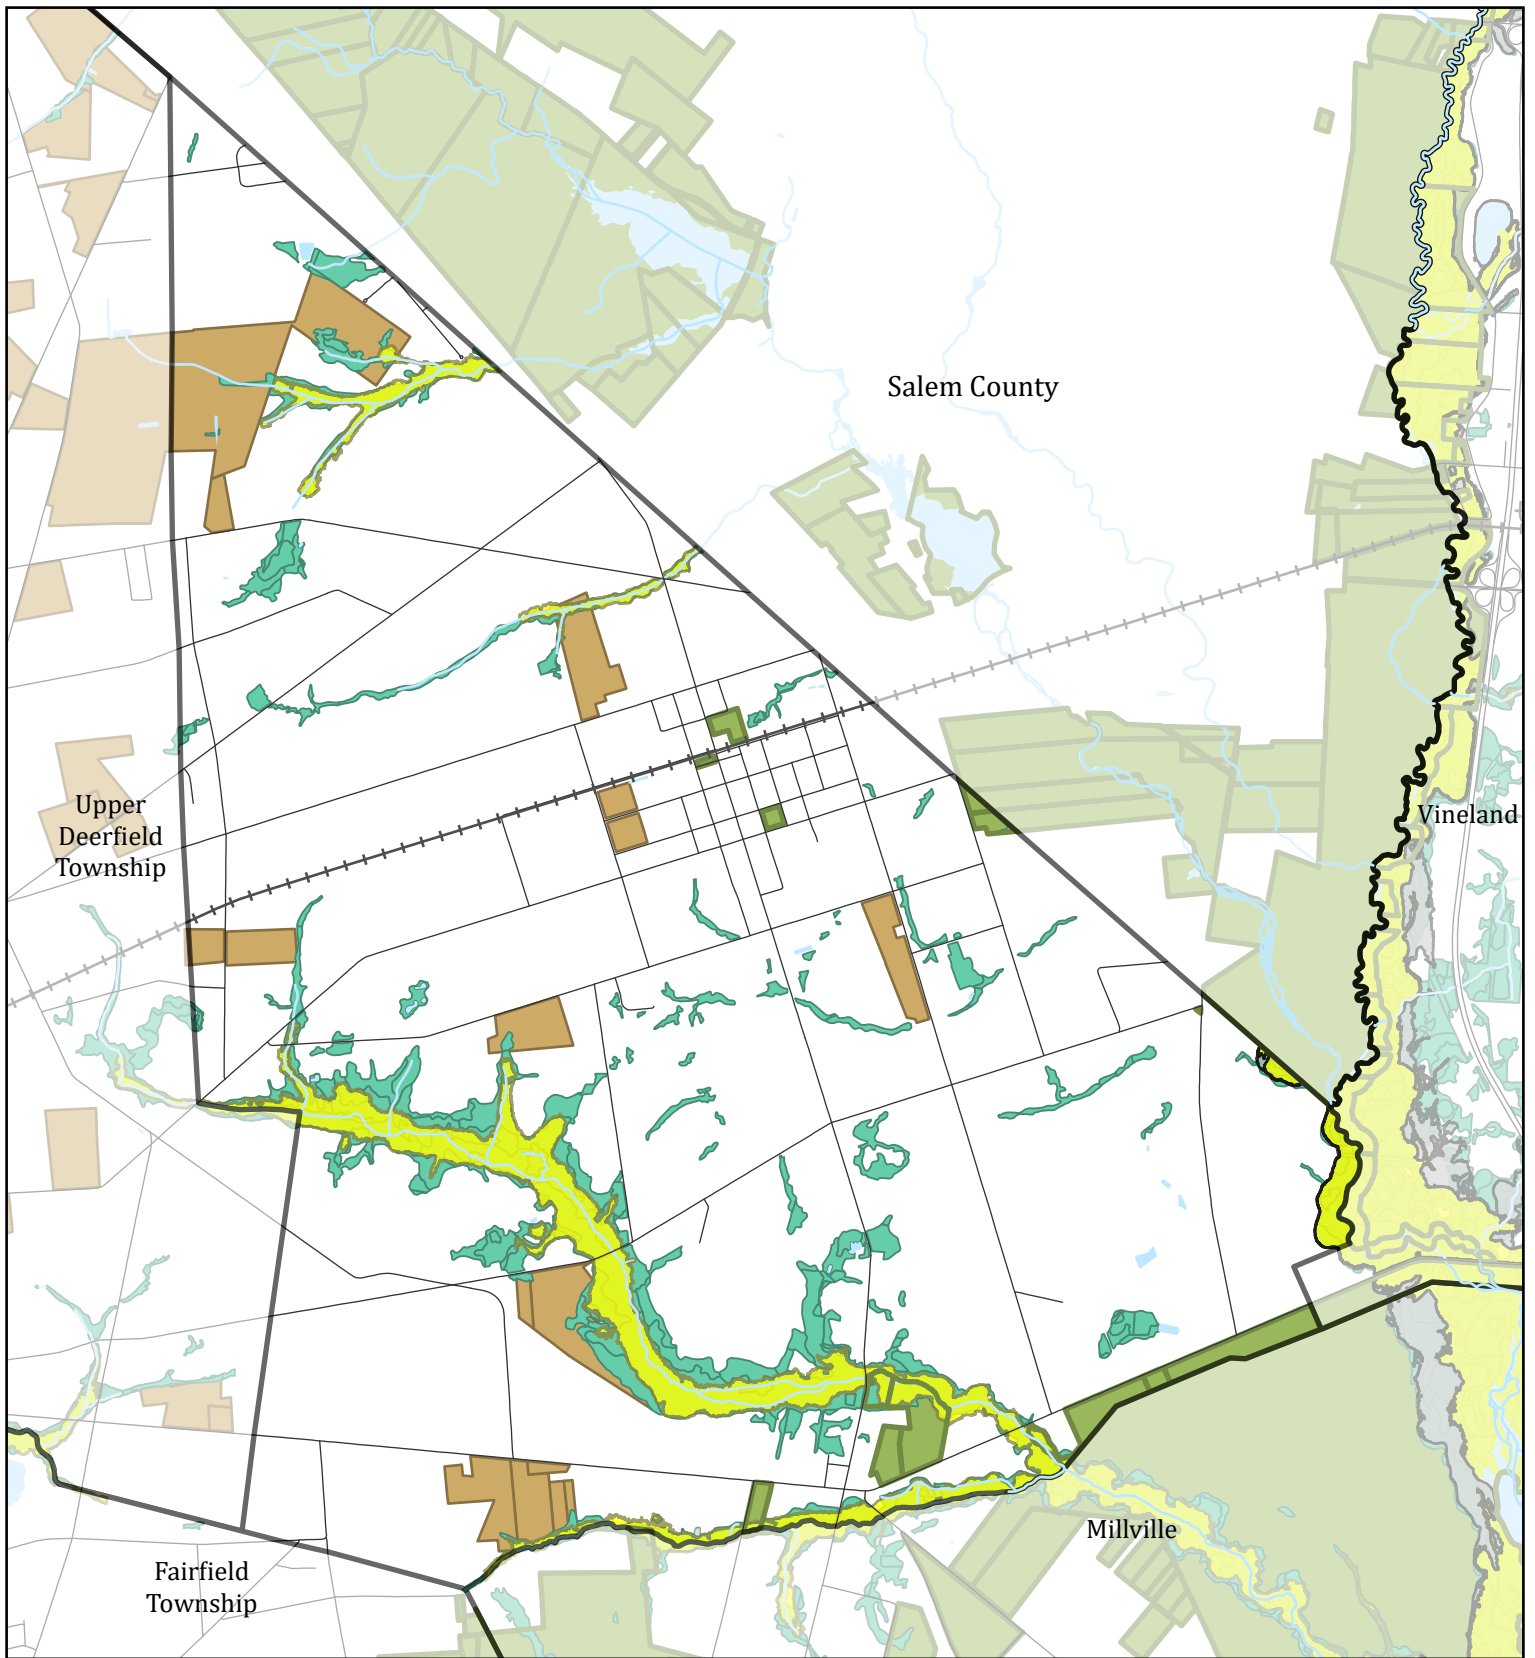 Salem County
Upper
Deerfield
Township
Vineland
Millville
Fairfield
Township